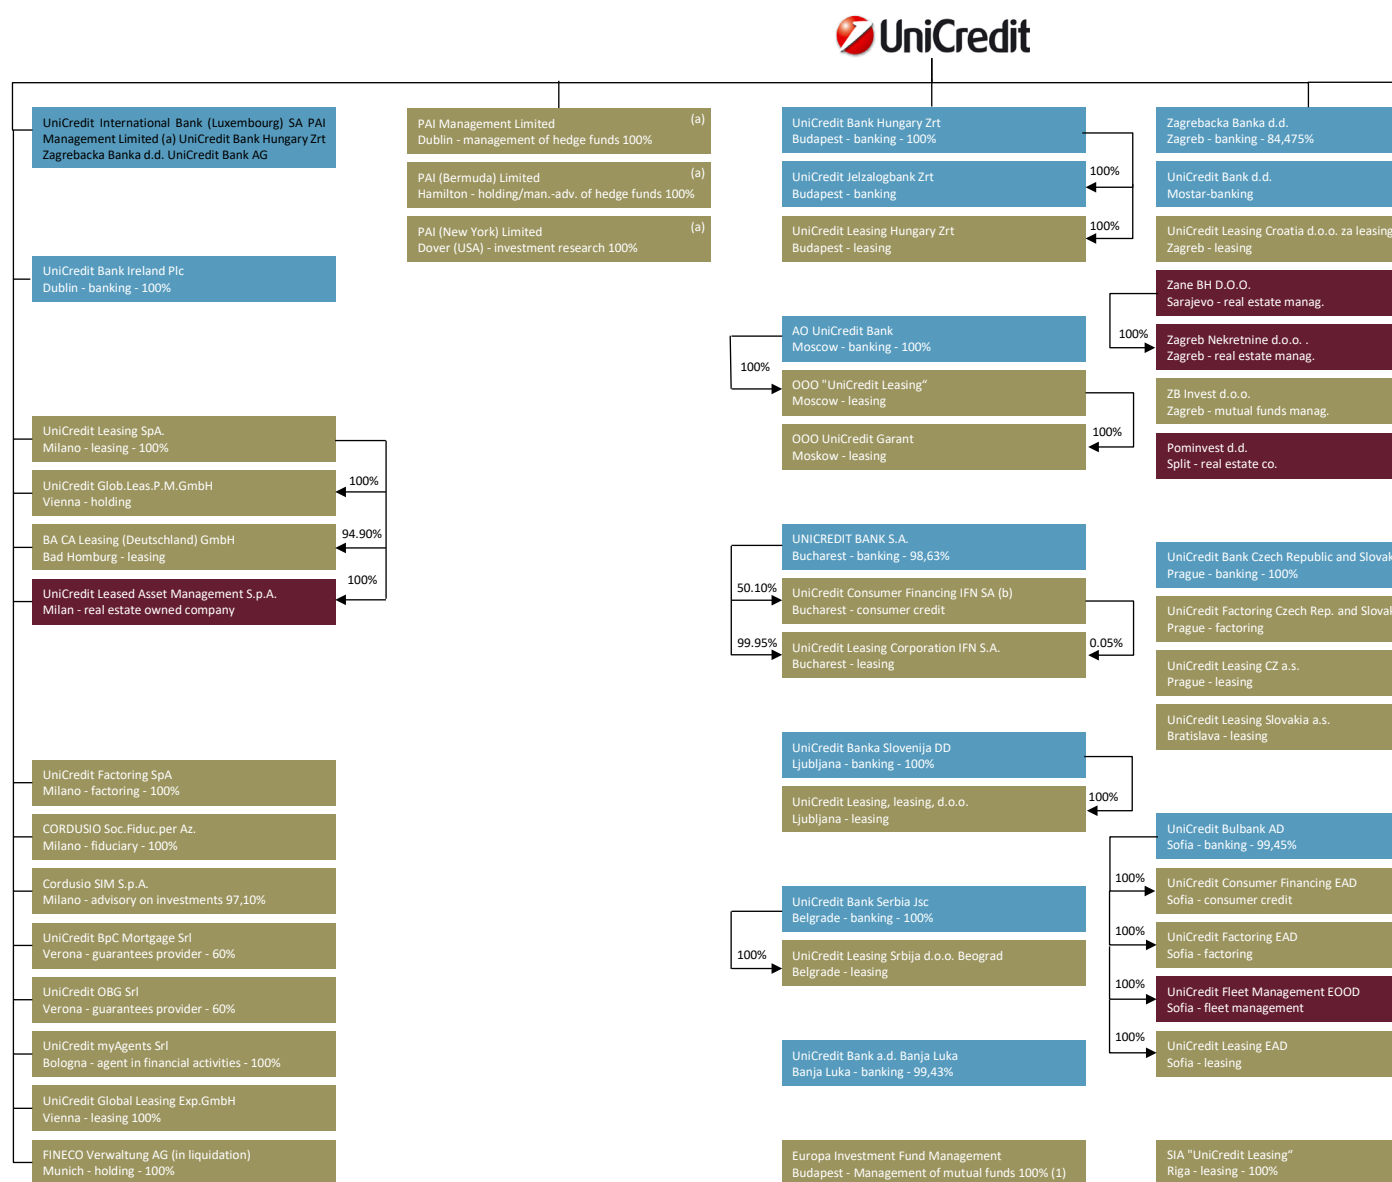 UniCredit
UniCredit International Bank (Luxembourg) SA PAI
Management Limited (a) UniCredit Bank Hungary Zrt
Zagrebacka Banka d.d. UniCredit Bank AG
UniCredit Bank Ireland Plc
Dublin - banking - 100%
UniCredit Leasing SpA.
Milano - leasing - 100%
100%
UniCredit Glob.Leas.P.M.GmbH
Vienna - holding
94.90%
BA CA Leasing (Deutschland) GmbH
Bad Homburg - leasing
100%
UniCredit Leased Asset Management S.p.A.
Milan - real estate owned company
UniCredit Factoring SpA
Milano - factoring - 100%
CORDUSIO Soc.Fiduc.per Az.
Milano - fiduciary - 100%
Cordusio SIM S.p.A.
Milano - advisory on investments 97,10%
UniCredit BpC Mortgage Srl
Verona - guarantees provider - 60%
UniCredit OBG Srl
Verona - guarantees provider - 60%
UniCredit myAgents Srl
Bologna - agent in financial activities - 100%
UniCredit Global Leasing Exp.GmbH
Vienna - leasing 100%
FINECO Verwaltung AG (in liquidation)
Munich - holding - 100%
PAI Management Limited (a)
Dublin - management of hedge funds 100%
PAI (Bermuda) Limited (a)
Hamilton - holding/man.-adv. of hedge funds 100%
PAI (New York) Limited (a)
Dover (USA) - investment research 100%
UniCredit Bank Hungary Zrt
Budapest - banking - 100%
UniCredit Jelzalogbank Zrt
Budapest - banking
100%
UniCredit Leasing Hungary Zrt
Budapest - leasing
100%
AO UniCredit Bank
Moscow - banking - 100%
100%
OOO "UniCredit Leasing“
Moscow - leasing
OOO UniCredit Garant
Moskow - leasing
100%
UNICREDIT BANK S.A.
Bucharest - banking - 98,63%
50.10%
UniCredit Consumer Financing IFN SA (b)
Bucharest - consumer credit
99.95%
UniCredit Leasing Corporation IFN S.A.
Bucharest - leasing
0.05%
UniCredit Banka Slovenija DD
Ljubljana - banking - 100%
UniCredit Leasing, leasing, d.o.o.
Ljubljana - leasing
100%
UniCredit Bank Serbia Jsc
Belgrade - banking - 100%
100%
UniCredit Leasing Srbija d.o.o. Beograd
Belgrade - leasing
UniCredit Bank a.d. Banja Luka
Banja Luka - banking - 99,43%
Europa Investment Fund Management
Budapest - Management of mutual funds 100% (1)
Zagrebacka Banka d.d.
Zagreb - banking - 84,475%
UniCredit Bank d.d.
Mostar-banking
UniCredit Leasing Croatia d.o.o. za leasing
Zagreb - leasing
Zane BH D.O.O.
Sarajevo - real estate manag.
100%
Zagreb Nekretnine d.o.o. .
Zagreb - real estate manag.
ZB Invest d.o.o.
Zagreb - mutual funds manag.
Pominvest d.d.
Split - real estate co.
UniCredit Bank Czech Republic and Slovak
Prague - banking - 100%
UniCredit Factoring Czech Rep. and Slovak
Prague - factoring
UniCredit Leasing CZ a.s.
Prague - leasing
UniCredit Leasing Slovakia a.s.
Bratislava - leasing
UniCredit Bulbank AD
Sofia - banking - 99,45%
100%
UniCredit Consumer Financing EAD
Sofia - consumer credit
100%
UniCredit Factoring EAD
Sofia - factoring
100%
UniCredit Fleet Management EOOD
Sofia - fleet management
100%
UniCredit Leasing EAD
Sofia - leasing
SIA "UniCredit Leasing“
Riga - leasing - 100%